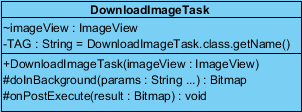 DownloadImageTask
~imageView : ImageView
-TAG : String = DownloadImageTask.class.getName()
+DownloadImageTask(imageView : ImageView)
#doInBackground(params : String ...) : Bitmap
#onPostExecute(result : Bitmap) : void